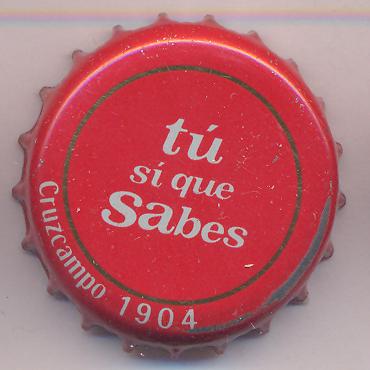 tú
sí que
sabes
Cruzcampo 1904